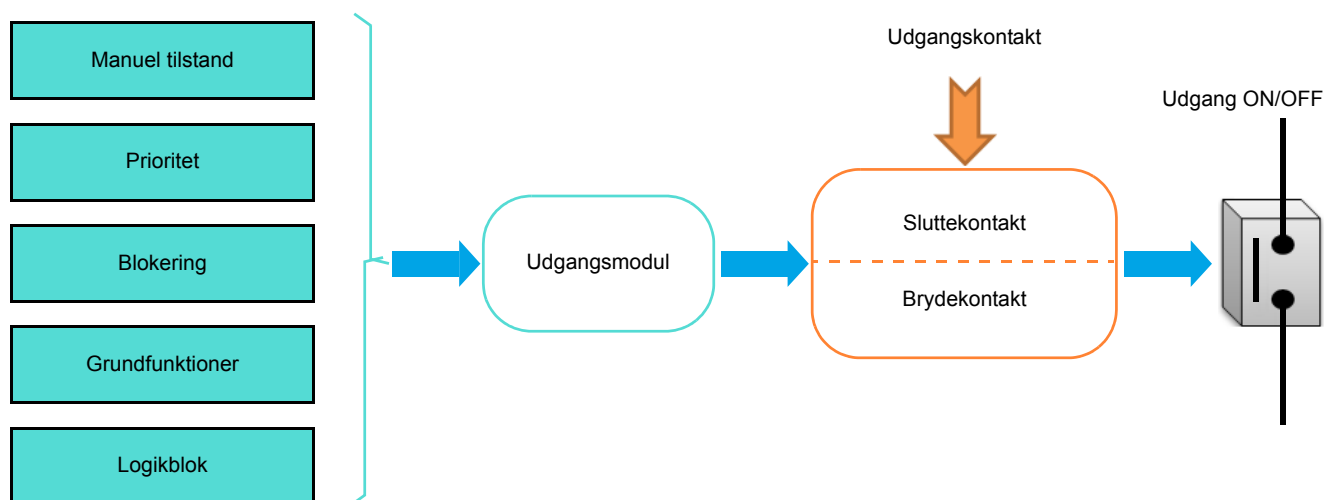 Manuel tilstand
Prioritet
Blokering
Grundfunktioner
Logikblok
Udgangsmodul
Udgangskontakt
Sluttekontakt
Brydekontakt
Udgang ON/OFF